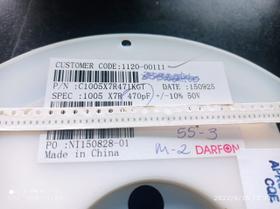 CUSTOMER CODE:1120-00111
P/N :C1005X7R471KGT DATE :150925
SPEC :1005 X7R 470pF +/-10% 50V
PO :NI150828-01
Made in China
55-3
M-2 DARFON